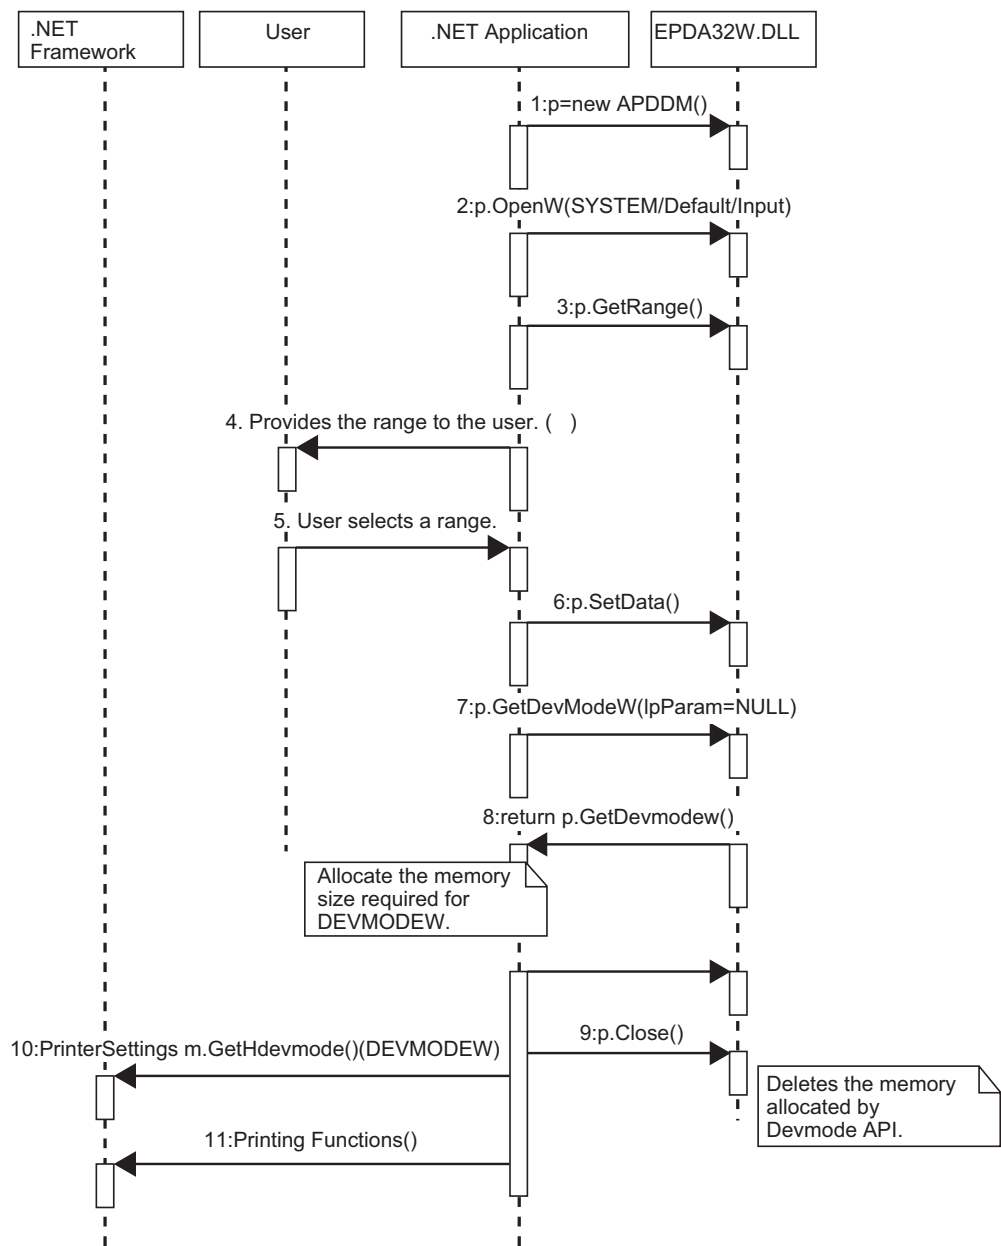 .NET
Framework
User
.NET Application
EPDA32W.DLL
1:p=new APDDM()
2:p.OpenW(SYSTEM/Default/Input)
3:p.GetRange()
4. Provides the range to the user. (   )
5. User selects a range.
6:p.SetData()
7:p.GetDevModeW(lpParam=NULL)
8:return p.GetDevmodew()
Allocate the memory
size required for
DEVMODEW.
9:p.Close()
10:PrinterSettings m.GetHdevmode()(DEVMODEW)
Deletes the memory
allocated by
Devmode API.
11:Printing Functions()